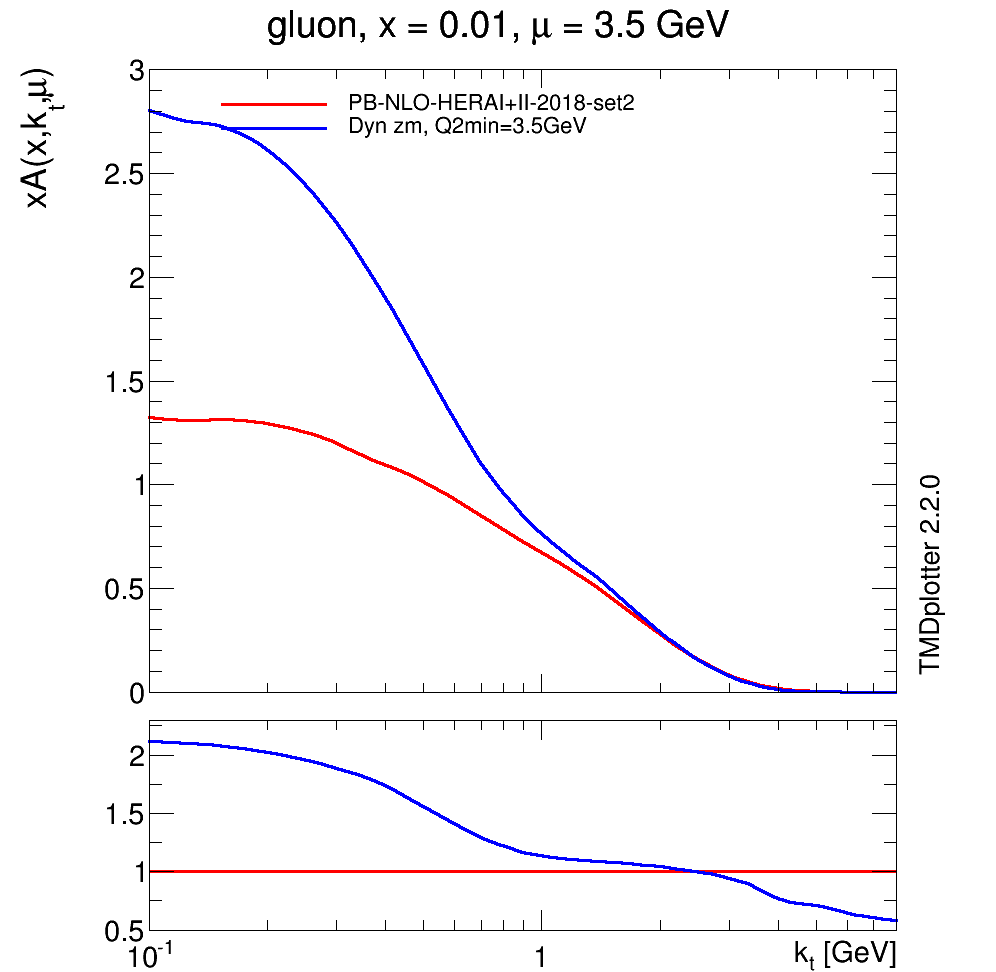 gluon, x = 0.01, μ = 3.5 GeV
xA(x,kt,μ)
3
PB-NLO-HERAI+II-2018-set2
Dyn zm, Q2min=3.5GeV
2.5
2
1.5
1
0.5
0
TMDplotter 2.2.0
2
1.5
1
0.5
10-1
1
kt [GeV]